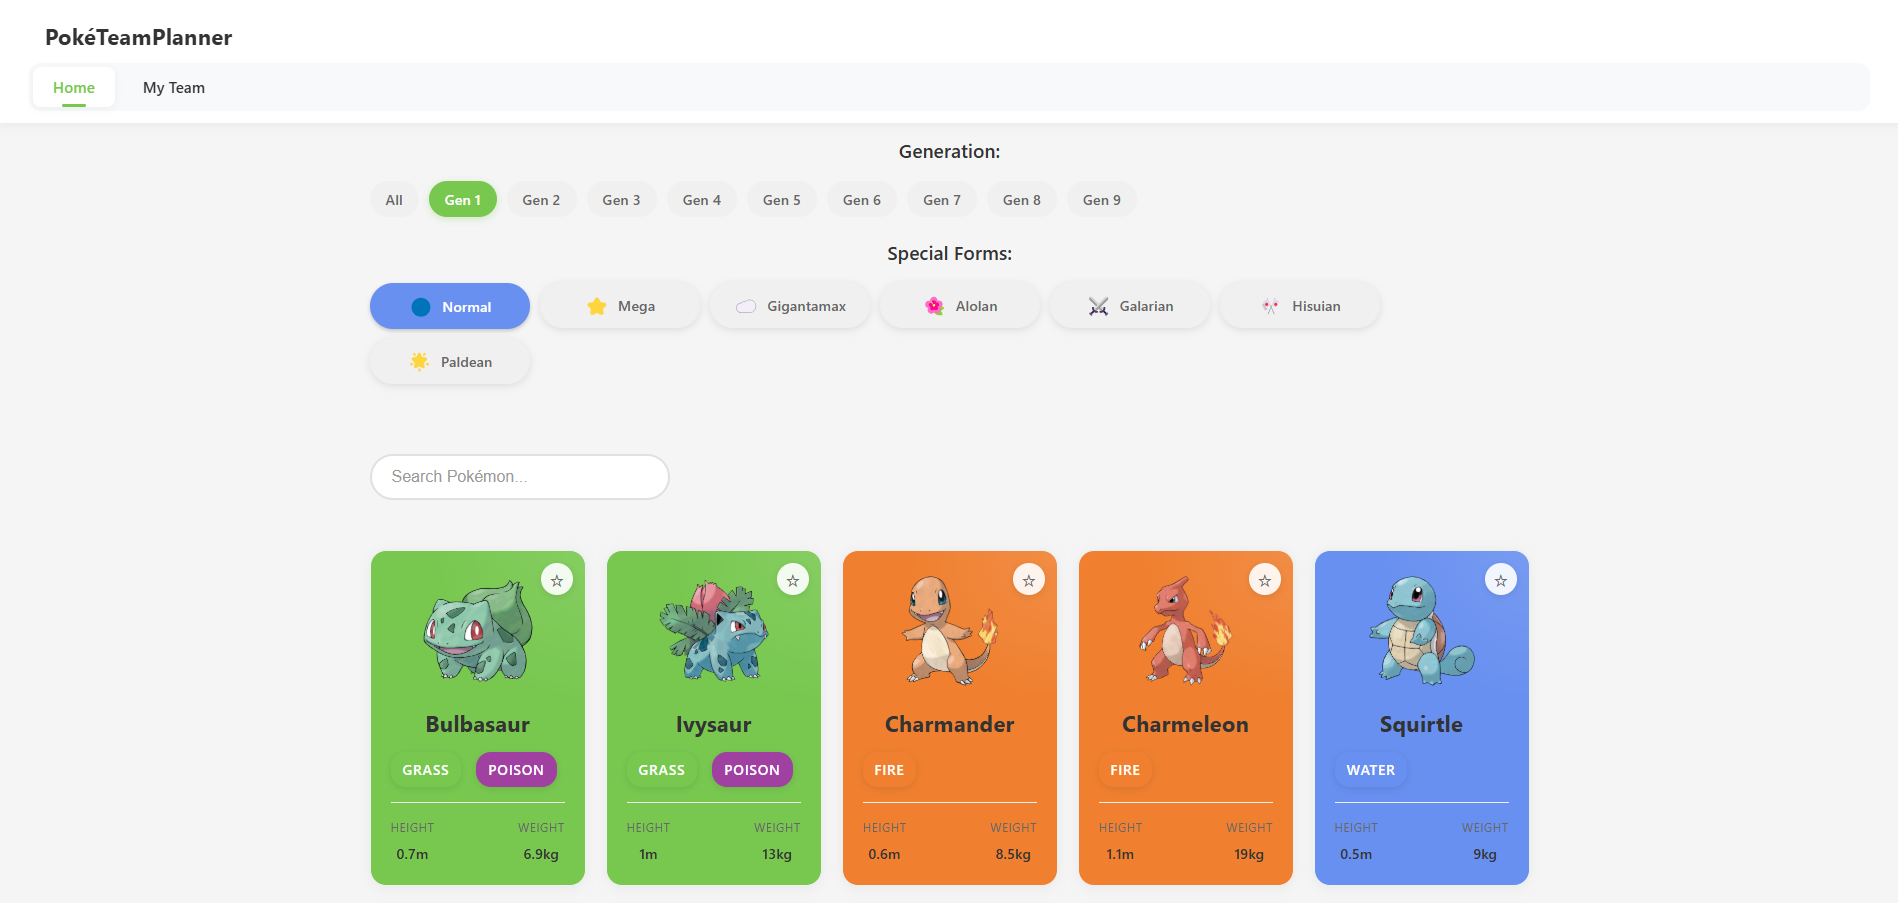 PokéTeamPlanner
Home My Team
Generation:
All Gen 1 Gen 2 Gen 3 Gen 4 Gen 5 Gen 6 Gen 7 Gen 8 Gen 9
Special Forms:
Normal Mega Gigantamax Alolan Galarian Hisuian
Paldean
Search Pokémon...
Bulbasaur Ivysaur Charmander Charmeleon Squirtle
GRASS POISON GRASS POISON FIRE FIRE WATER
HEIGHT WEIGHT HEIGHT WEIGHT HEIGHT WEIGHT HEIGHT WEIGHT HEIGHT WEIGHT
0.7m 6.9kg 1m 13kg 0.6m 8.5kg 1.1m 19kg 0.5m 9kg